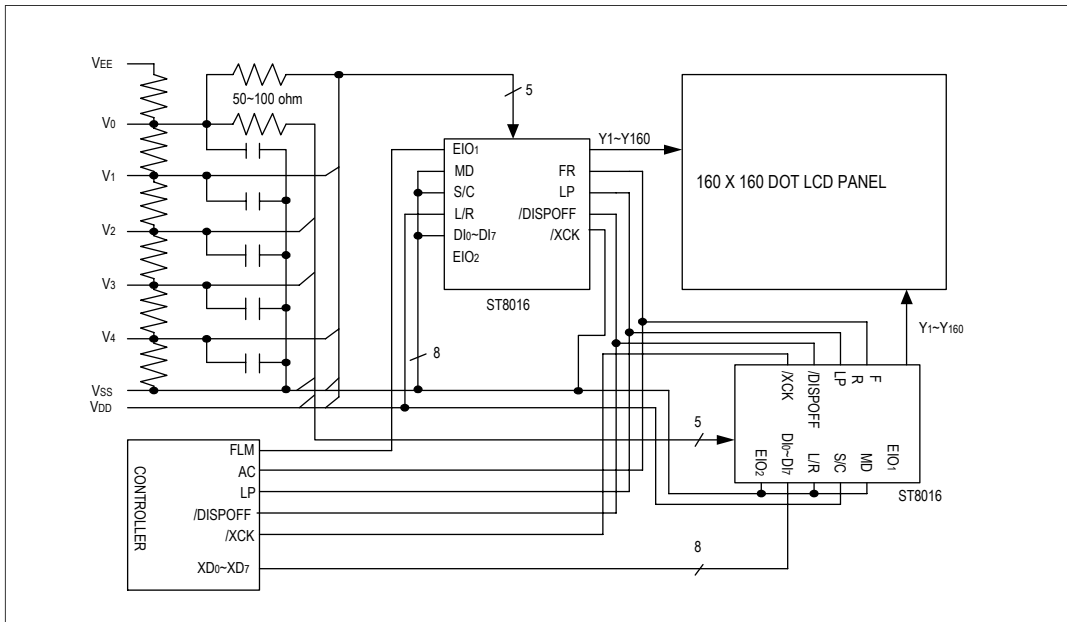 VEE
50~100 ohm
V0
V1
V2
V3
V4
VSS
VDD
5
EIO1
MD
S/C
L/R
DI0~DI7
EIO2
FR
LP
/DISPOFF
/XCK
ST8016
Y1~Y160
160 X 160 DOT LCD PANEL
Y1~Y160
8
/XCK
/DISPOFF
LP
R
F
EIO2
DI0~DI7
L/R
S/C
MD
EIO1
ST8016
5
CONTROLLER
FLM
AC
LP
/DISPOFF
/XCK
XD0~XD7
8